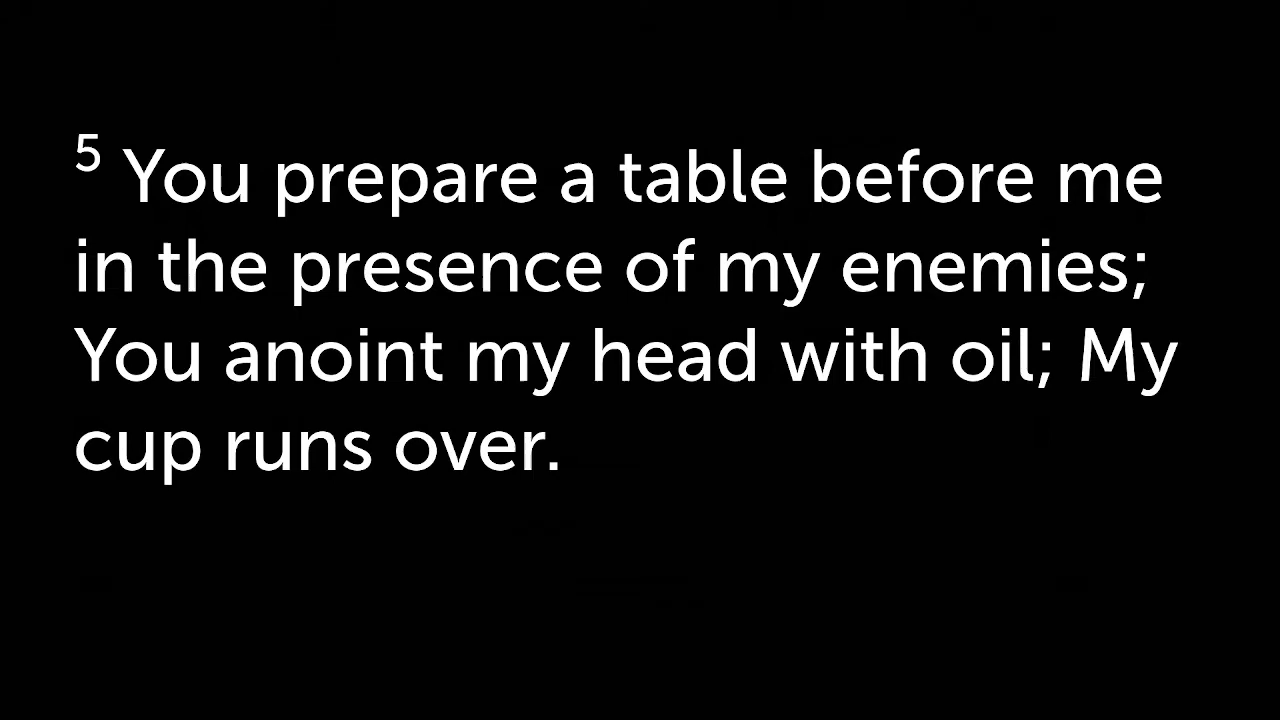 5 You prepare a table before me
in the presence of my enemies;
You anoint my head with oil; My
cup runs over.